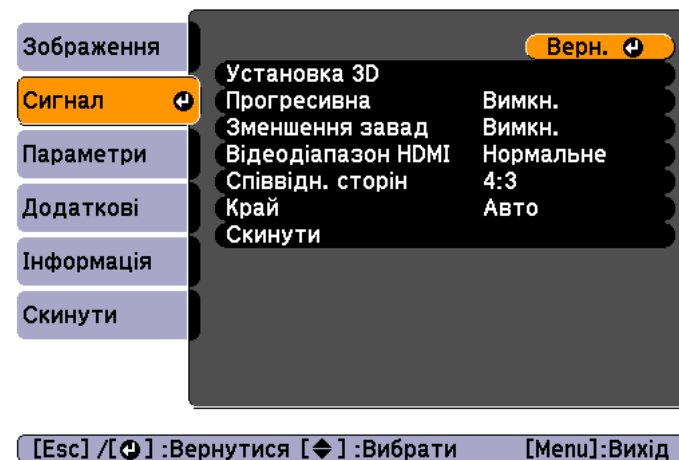 Зображення
Сигнал
Параметри
Додаткові
Інформація
Скинути
Верн.
Установка 3D
Прогресивна Вимкн.
Зменшення завад Вимкн.
Відеодіапазон HDMI Нормальне
Співвідн. сторін 4:3
Край Авто
Скинути
[Esc] /[⏎] :Вернутися [◆] :Вибрати [Menu]:Вихід